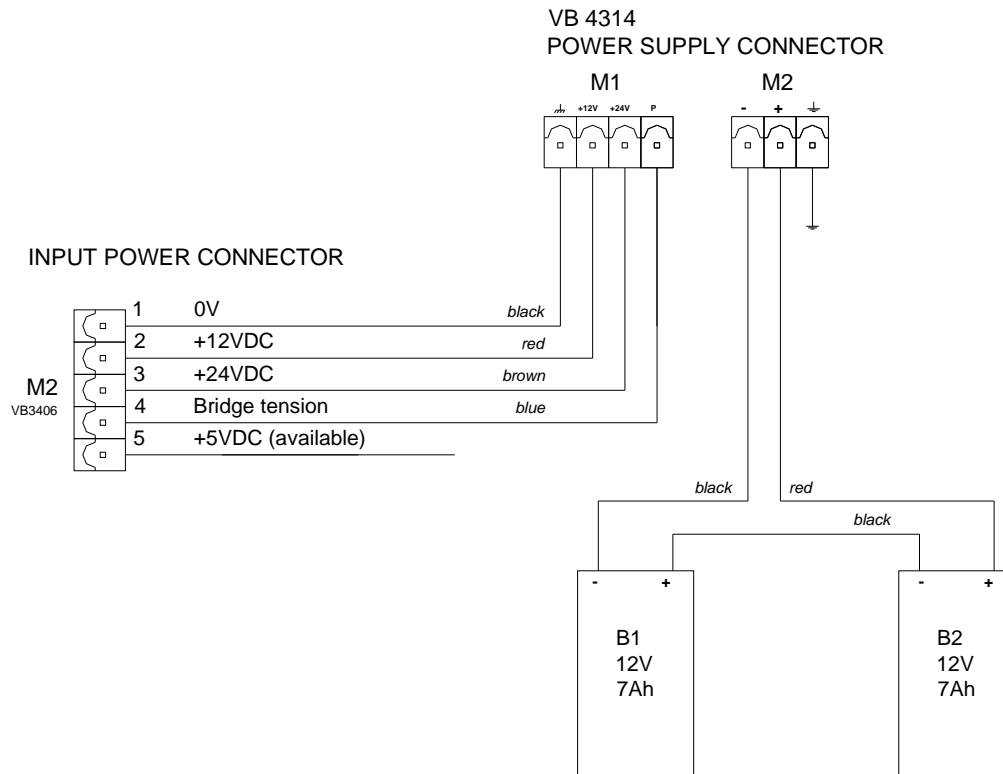 VB 4314
POWER SUPPLY CONNECTOR
M1 M2
+12V +24V P - +
INPUT POWER CONNECTOR
1 0V black
2 +12VDC red
3 +24VDC brown
M2
VB3406
4 Bridge tension blue
5 +5VDC (available)
black red
black
- + - +
B1 B2
12V 12V
7Ah 7Ah